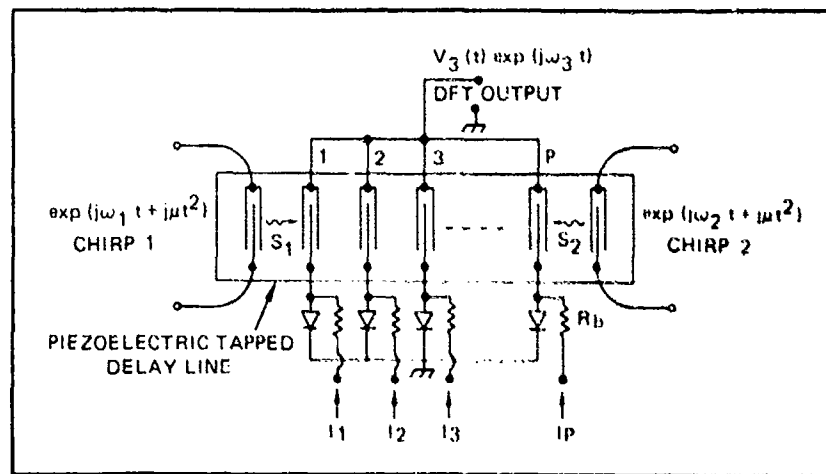 V3 (t) exp (jω3 t)
DFT OUTPUT
1 2 3 P
exp (jω1 t + jμt²)
CHIRP 1
S1
S2
exp (jω2 t + jμt²)
CHIRP 2
PIEZOELECTRIC TAPPED
DELAY LINE
Rb
I1 I2 I3 IP